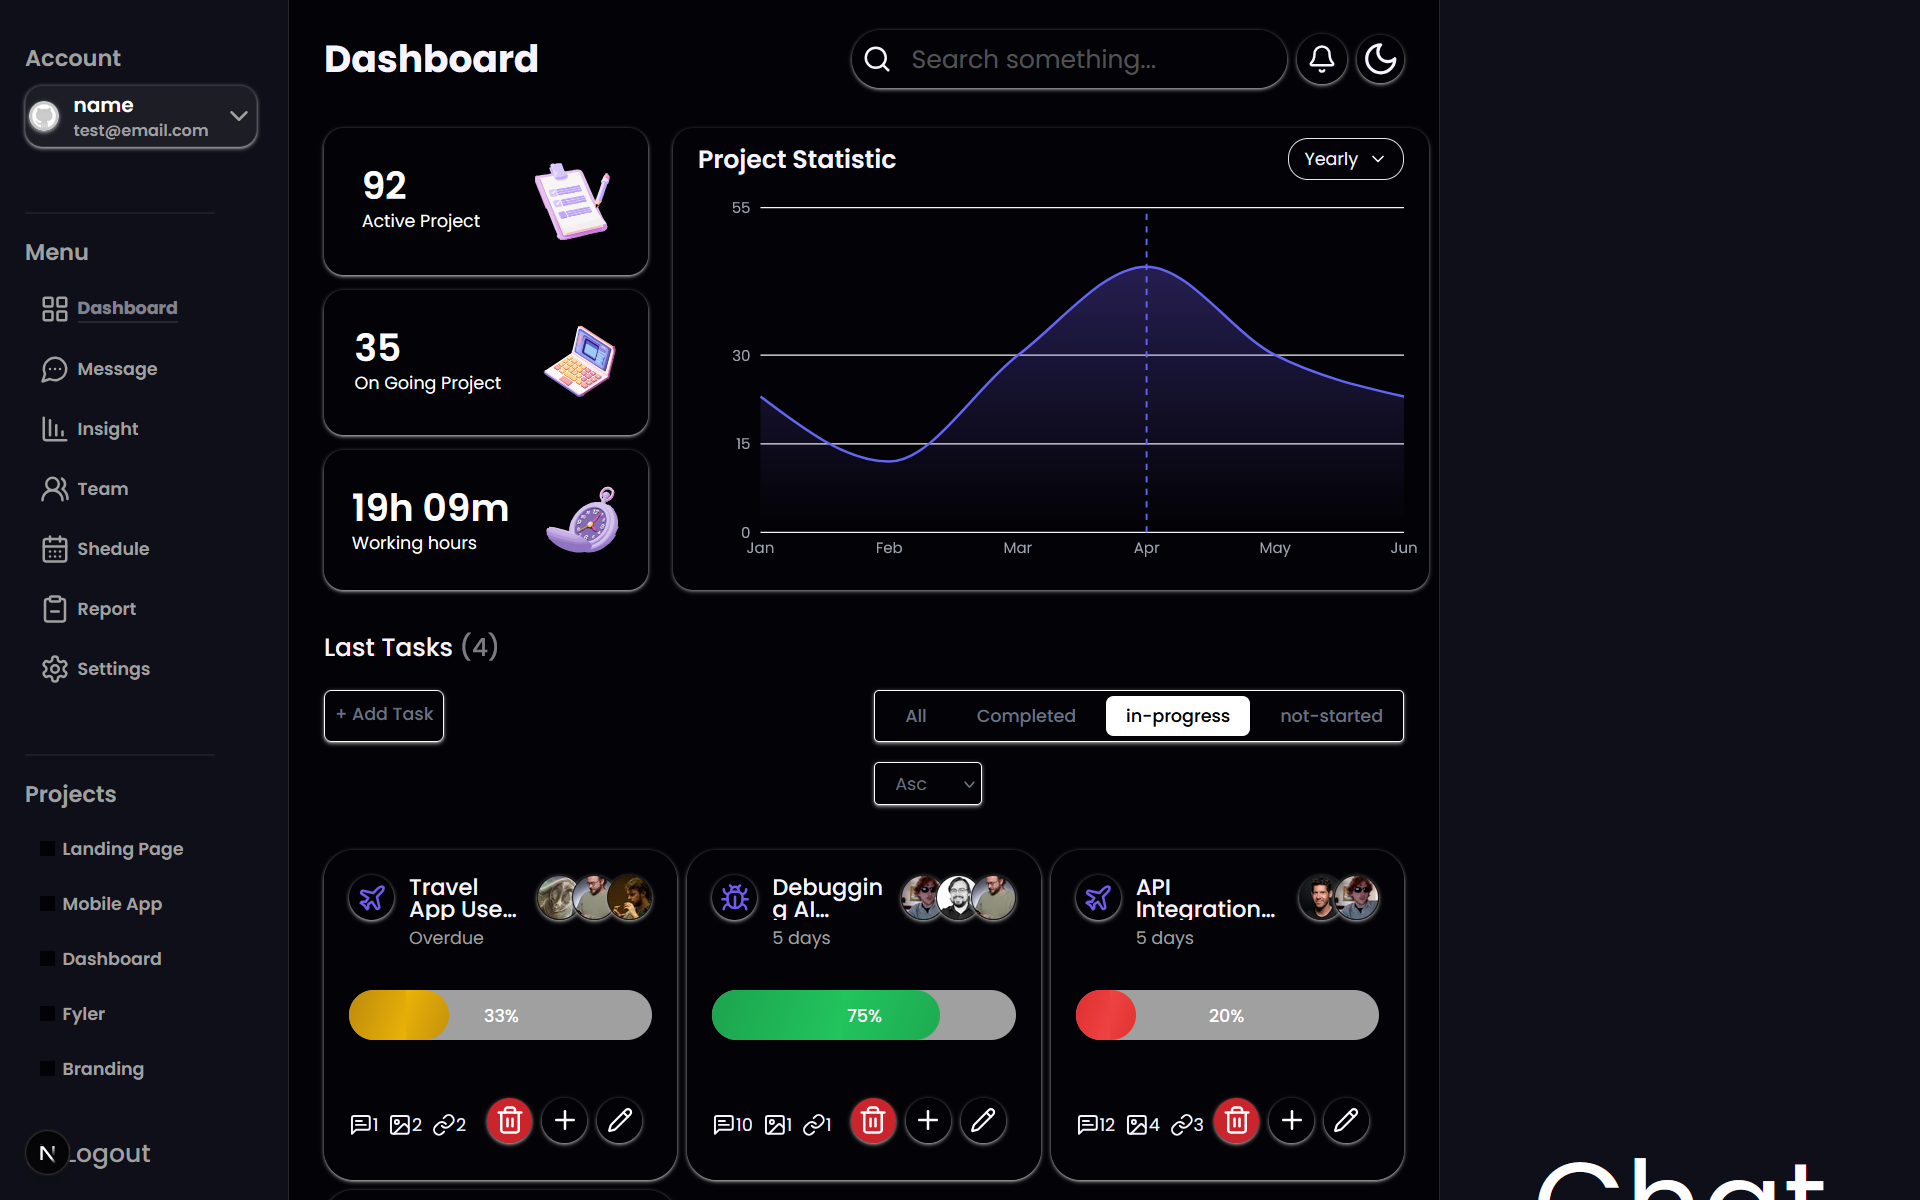 Account
name
test@email.com
Menu
Dashboard
Message
Insight
Team
Shedule
Report
Settings
Projects
Landing Page
Mobile App
Dashboard
Fyler
Branding
N
Logout
Dashboard
Search something...
92
Active Project
35
On Going Project
19h 09m
Working hours
Project Statistic
Yearly
55
30
15
0
Jan Feb Mar Apr May Jun
Last Tasks (4)
+ Add Task
All Completed in-progress not-started
Asc
Travel
App Use...
Overdue
33%
1 2 2
Debuggin
g AI...
5 days
75%
10 1 1
API
Integration...
5 days
20%
12 4 3
Chat